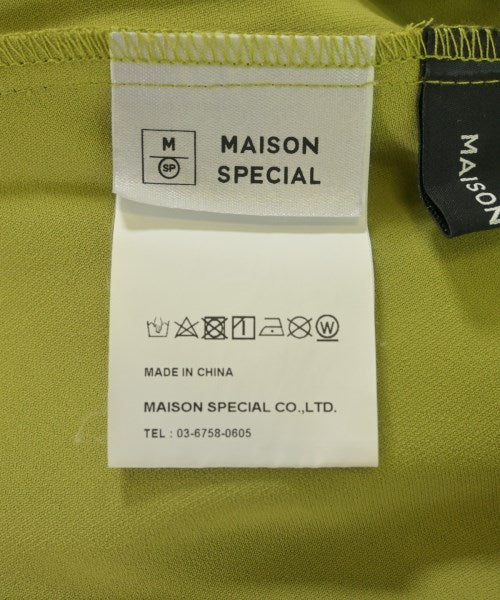 M
SP
MAISON
SPECIAL
MAISON
W
MADE IN CHINA
MAISON SPECIAL CO.,LTD.
TEL : 03-6758-0605